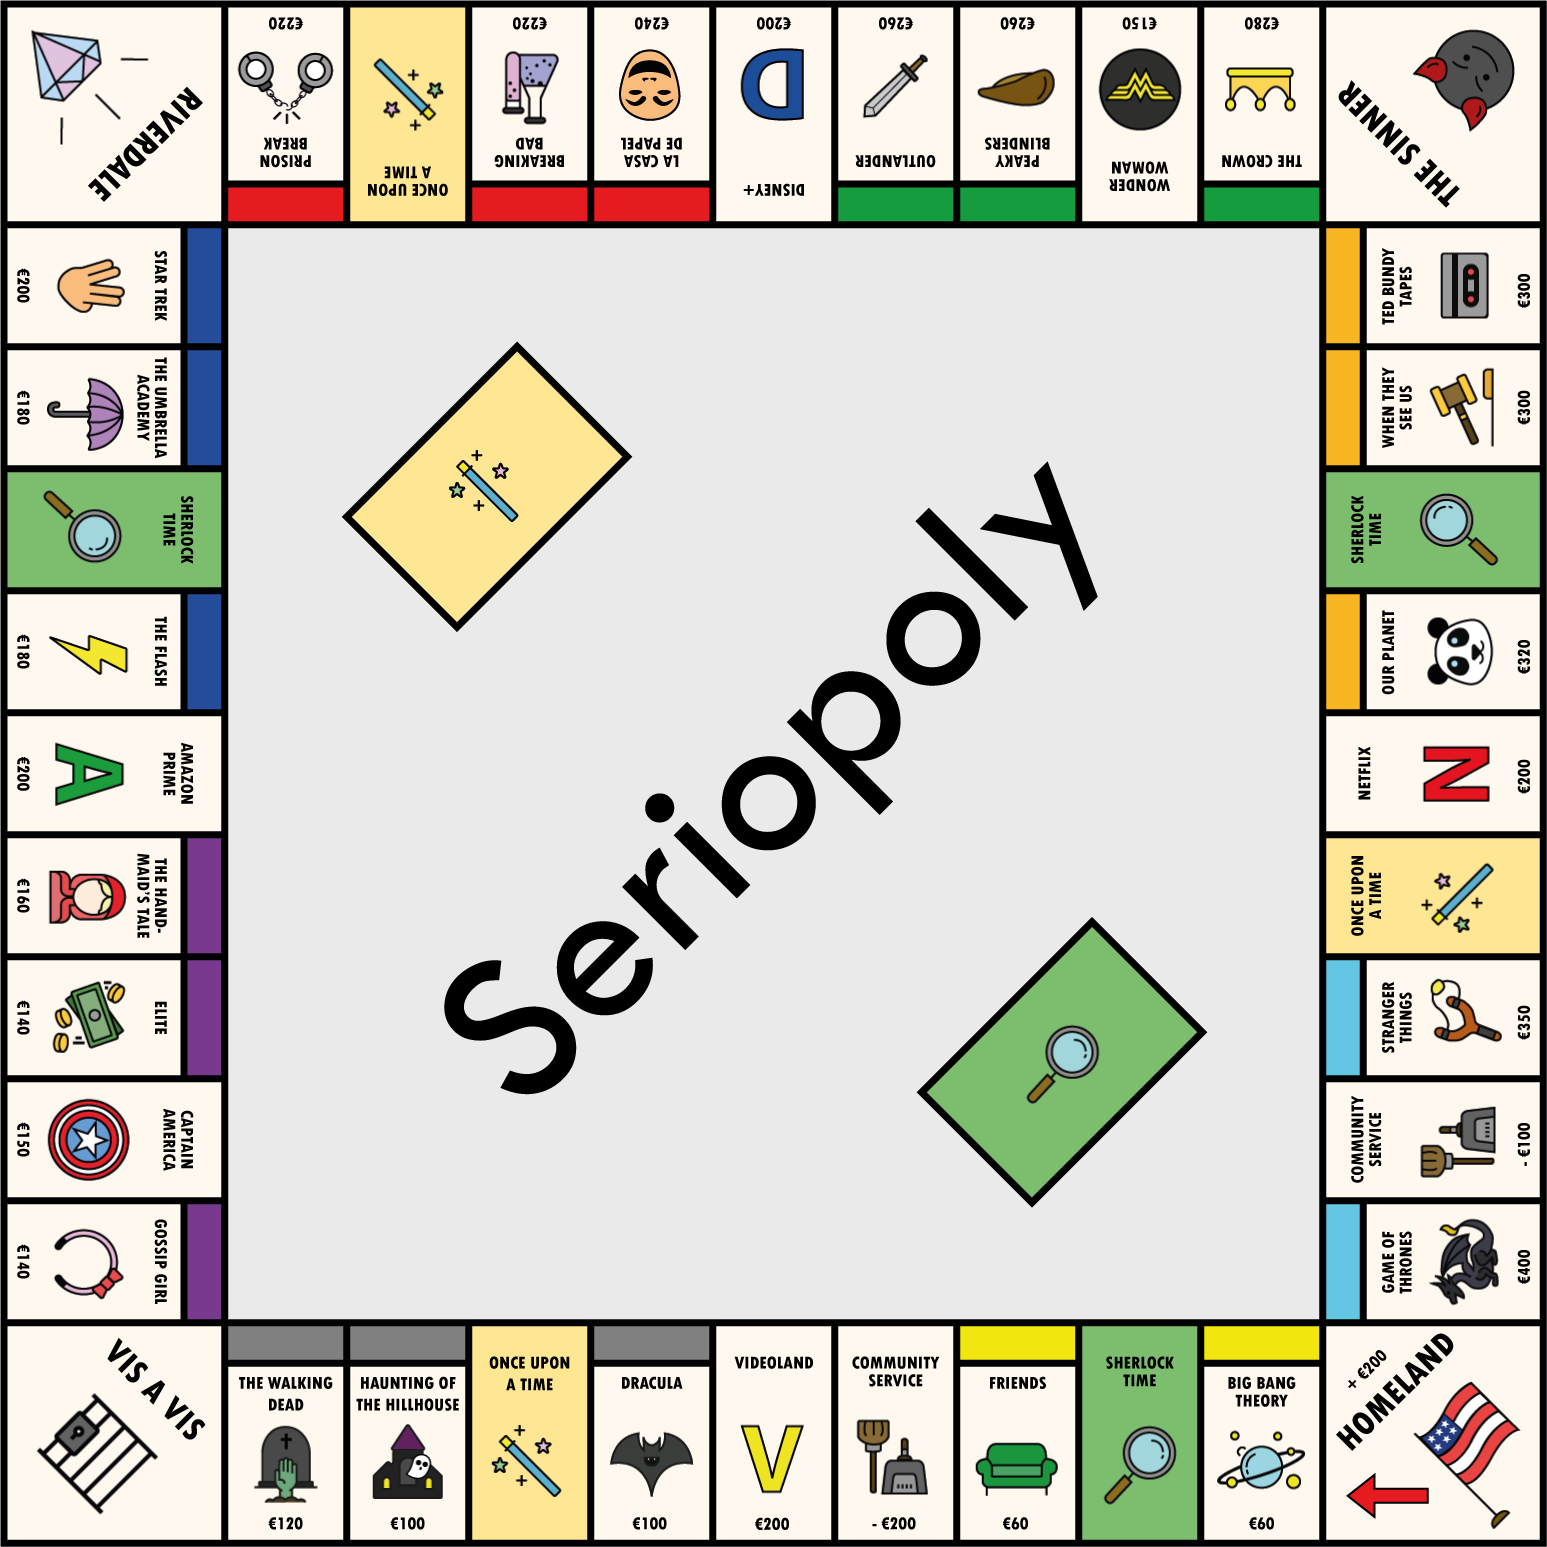 RIVERDALE
€220
PRISON
BREAK
ONCE UPON
A TIME
€220
BREAKING
BAD
€240
LA CASA
DE PAPEL
€200
D
DISNEY+
€260
OUTLANDER
€260
PEAKY
BLINDERS
€150
WONDER
WOMAN
€280
THE CROWN
THE SINNER
STAR TREK
€200
THE UMBRELLA
ACADEMY
€180
SHERLOCK
TIME
THE FLASH
€180
AMAZON
PRIME
A
€200
THE HAND-
MAID'S TALE
€160
ELITE
€140
CAPTAIN
AMERICA
€150
GOSSIP GIRL
€140
Seriopoly
TED BUNDY
TAPES
€300
WHEN THEY
SEE US
€300
SHERLOCK
TIME
OUR PLANET
€320
NETFLIX
N
€200
ONCE UPON
A TIME
STRANGER
THINGS
€350
COMMUNITY
SERVICE
- €100
GAME OF
THRONES
€400
VIS A VIS
THE WALKING
DEAD
€120
HAUNTING OF
THE HILLHOUSE
€100
ONCE UPON
A TIME
DRACULA
€100
VIDEOLAND
V
€200
COMMUNITY
SERVICE
- €200
FRIENDS
€60
SHERLOCK
TIME
BIG BANG
THEORY
€60
+ €200
HOMELAND